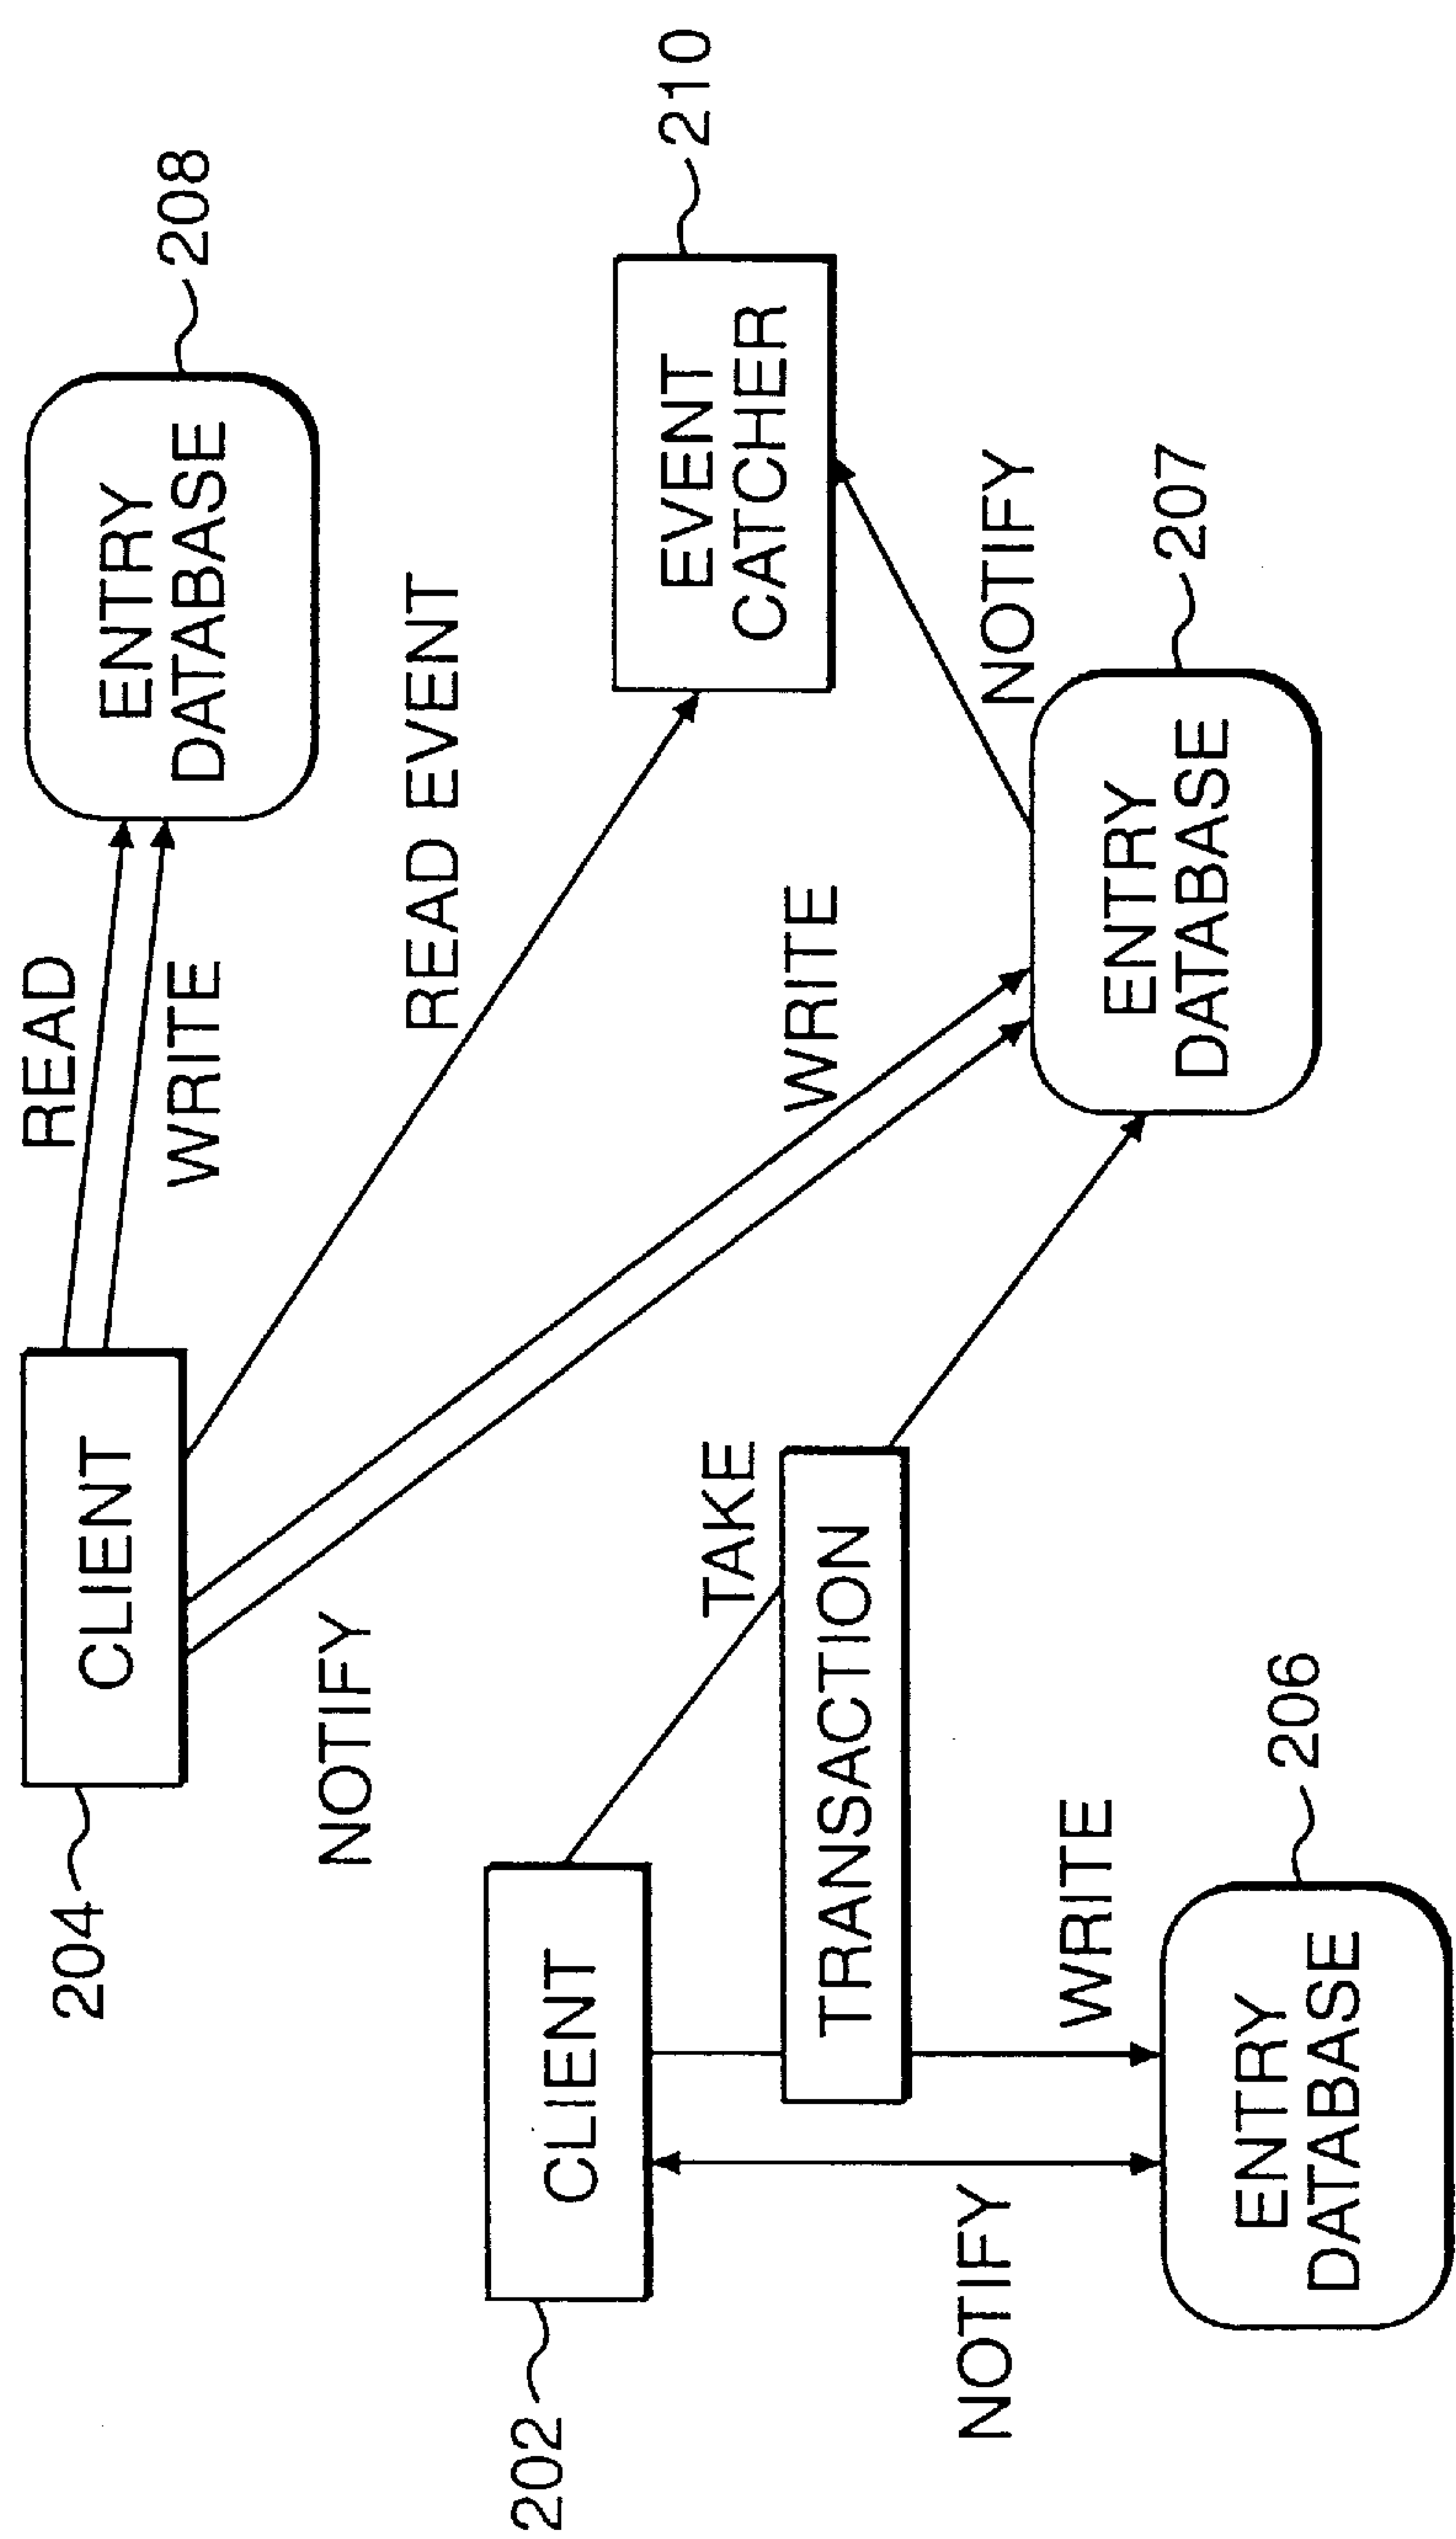 204
CLIENT
READ
WRITE
ENTRY
DATABASE
208
NOTIFY
READ EVENT
202
CLIENT
TAKE
WRITE
EVENT
CATCHER
210
TRANSACTION
NOTIFY
NOTIFY
WRITE
ENTRY
DATABASE
207
ENTRY
DATABASE
206